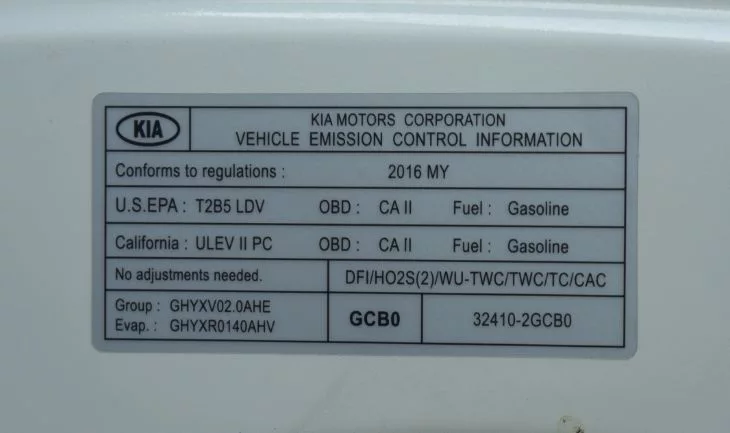 KIA
KIA MOTORS CORPORATION
VEHICLE EMISSION CONTROL INFORMATION
Conforms to regulations : 2016 MY
U.S.EPA : T2B5 LDV OBD : CA II Fuel : Gasoline
California : ULEV II PC OBD : CA II Fuel : Gasoline
No adjustments needed. DFI/HO2S(2)/WU-TWC/TWC/TC/CAC
Group : GHYXV02.0AHE
Evap. : GHYXR0140AHV
GCB0
32410-2GCB0